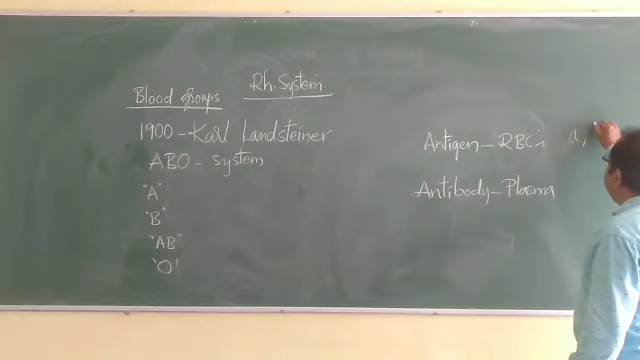 Blood groups Rh-System
1900 - Karl Landsteiner
ABO - system
"A"
"B"
"AB"
"O"
Antigen - RBCs a,
Antibody - Plasma